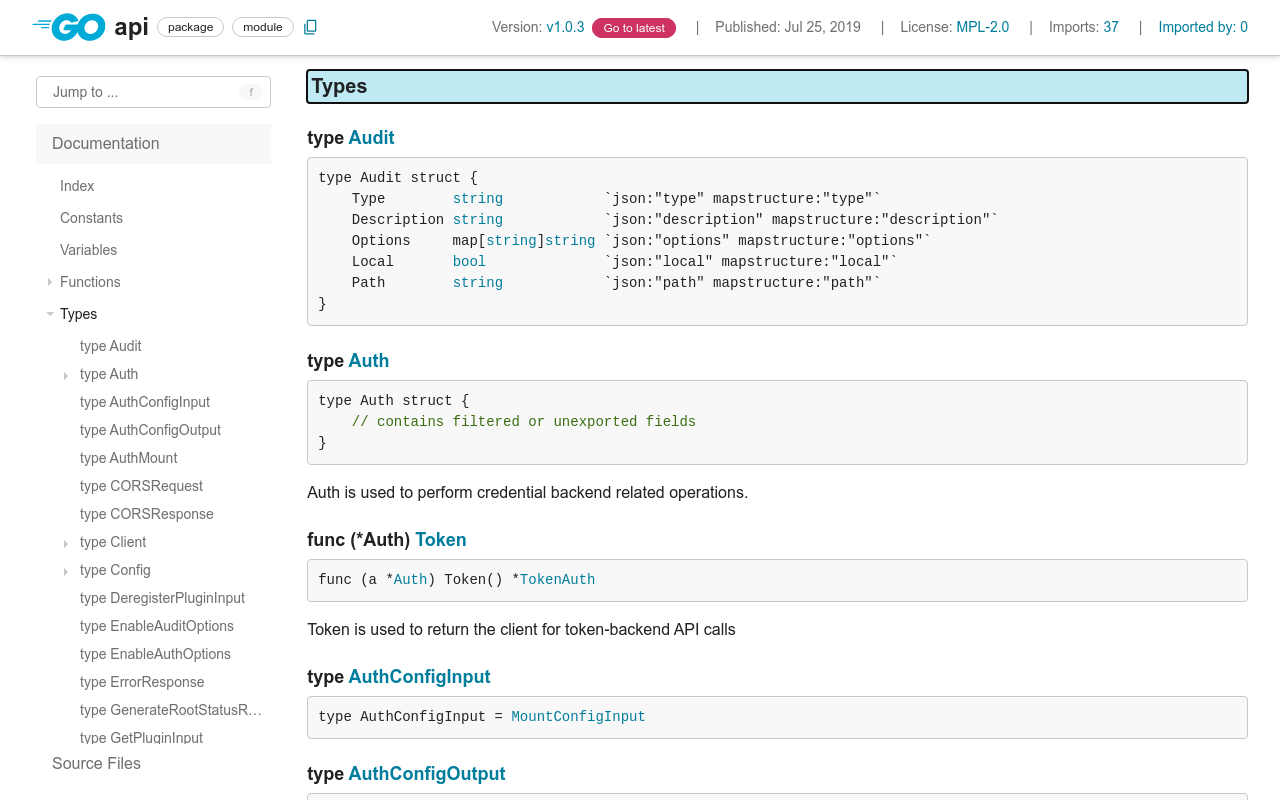 GO api package module Version: v1.0.3 Go to latest | Published: Jul 25, 2019 | License: MPL-2.0 | Imports: 37 | Imported by: 0
Jump to ... f
Documentation
Index
Constants
Variables
Functions
Types
type Audit
type Auth
type AuthConfigInput
type AuthConfigOutput
type AuthMount
type CORSRequest
type CORSResponse
type Client
type Config
type DeregisterPluginInput
type EnableAuditOptions
type EnableAuthOptions
type ErrorResponse
type GenerateRootStatusR...
type GetPluginInput
Source Files
Types
type Audit
type Audit struct {
    Type        string            `json:"type" mapstructure:"type"`
    Description string            `json:"description" mapstructure:"description"`
    Options     map[string]string `json:"options" mapstructure:"options"`
    Local       bool              `json:"local" mapstructure:"local"`
    Path        string            `json:"path" mapstructure:"path"`
}
type Auth
type Auth struct {
    // contains filtered or unexported fields
}
Auth is used to perform credential backend related operations.
func (*Auth) Token
func (a *Auth) Token() *TokenAuth
Token is used to return the client for token-backend API calls
type AuthConfigInput
type AuthConfigInput = MountConfigInput
type AuthConfigOutput